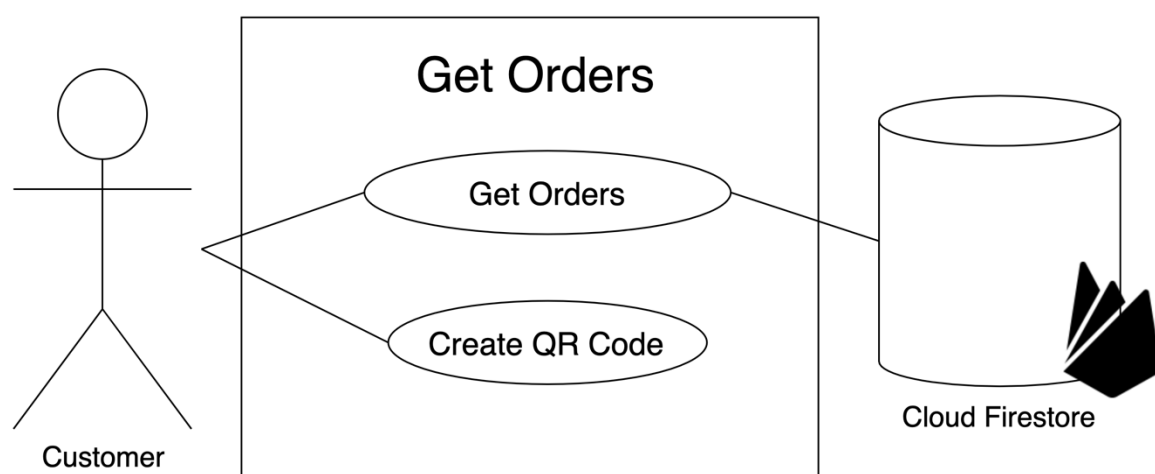 Get Orders
Get Orders
Create QR Code
Cloud Firestore
Customer